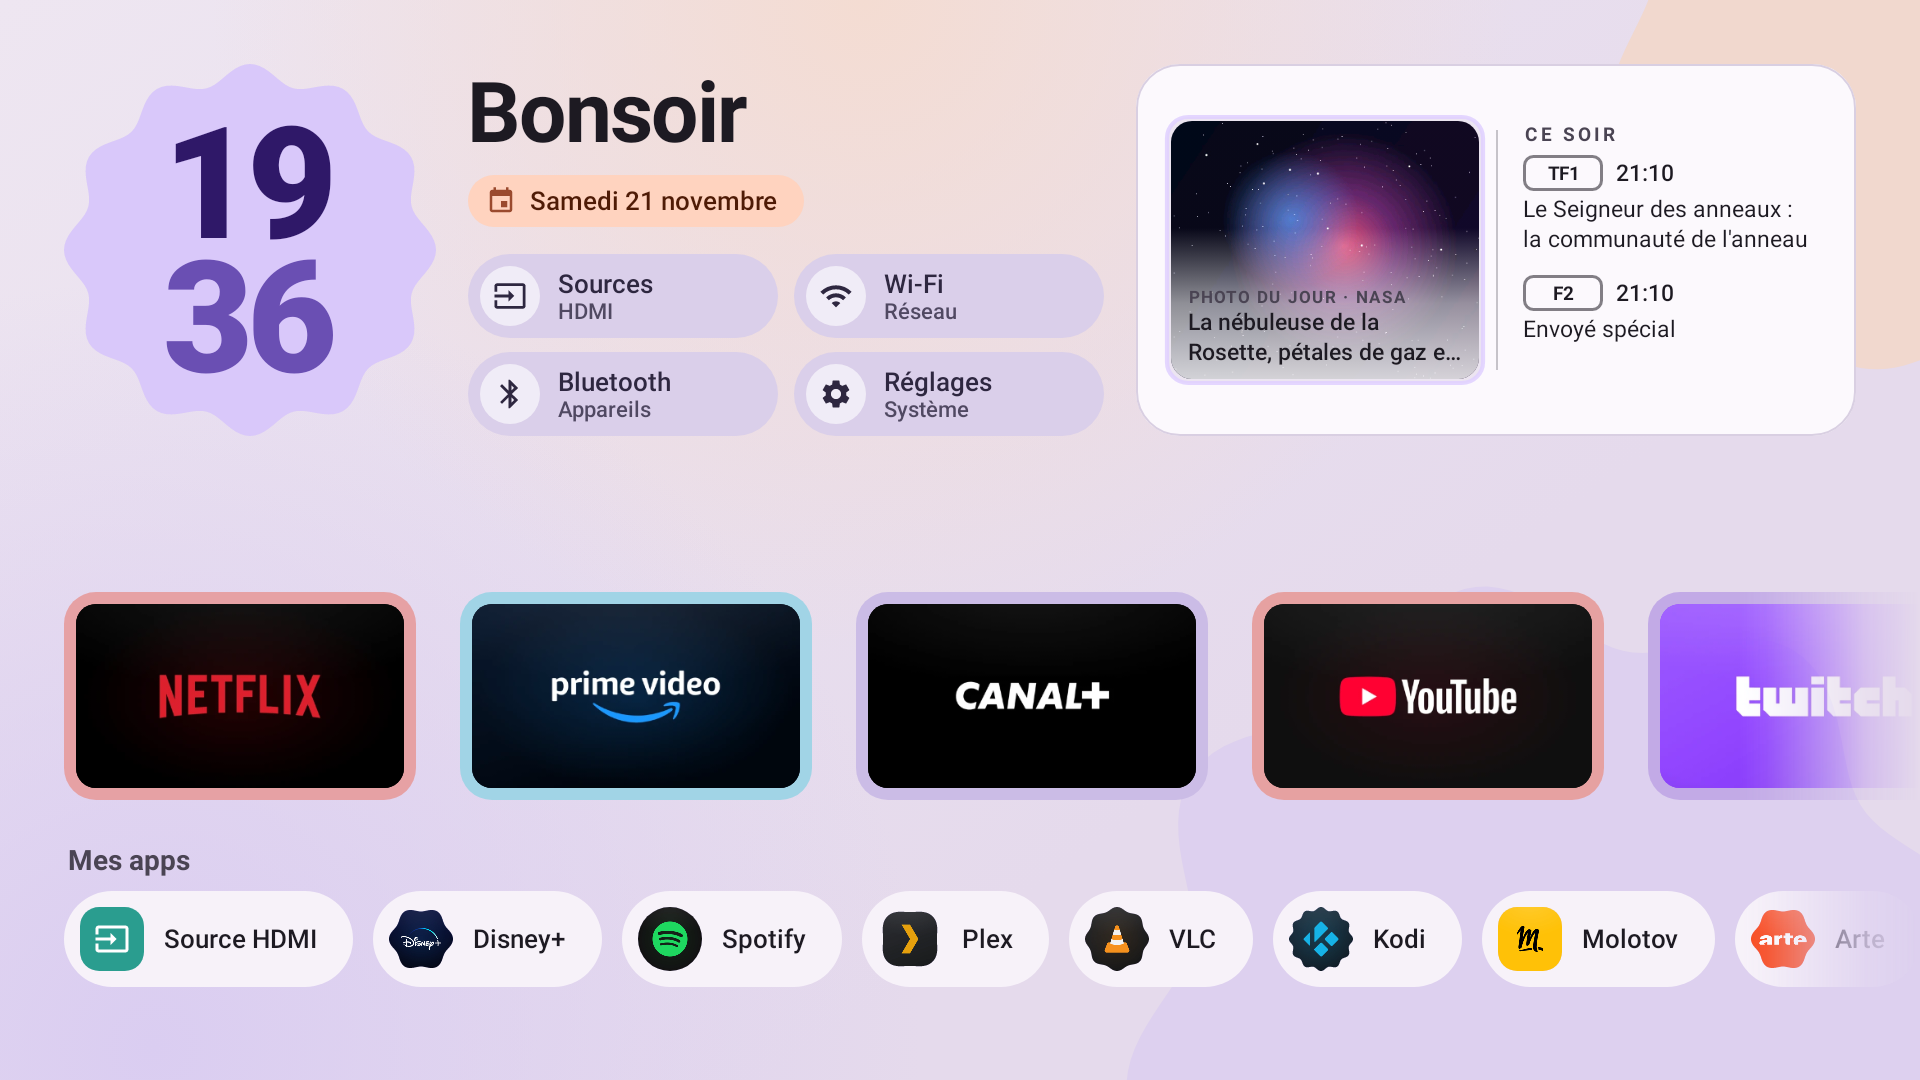 19
36
Bonsoir
Samedi 21 novembre
Sources
HDMI
Wi-Fi
Réseau
Bluetooth
Appareils
Réglages
Système
PHOTO DU JOUR · NASA
La nébuleuse de la
Rosette, pétales de gaz e...
CE SOIR
TF1 21:10
Le Seigneur des anneaux :
la communauté de l'anneau
F2 21:10
Envoyé spécial
NETFLIX
prime video
CANAL+
YouTube
twitch
Mes apps
Source HDMI
Disney+
Disney+
Spotify
Plex
VLC
Kodi
M.
Molotov
arte
Arte